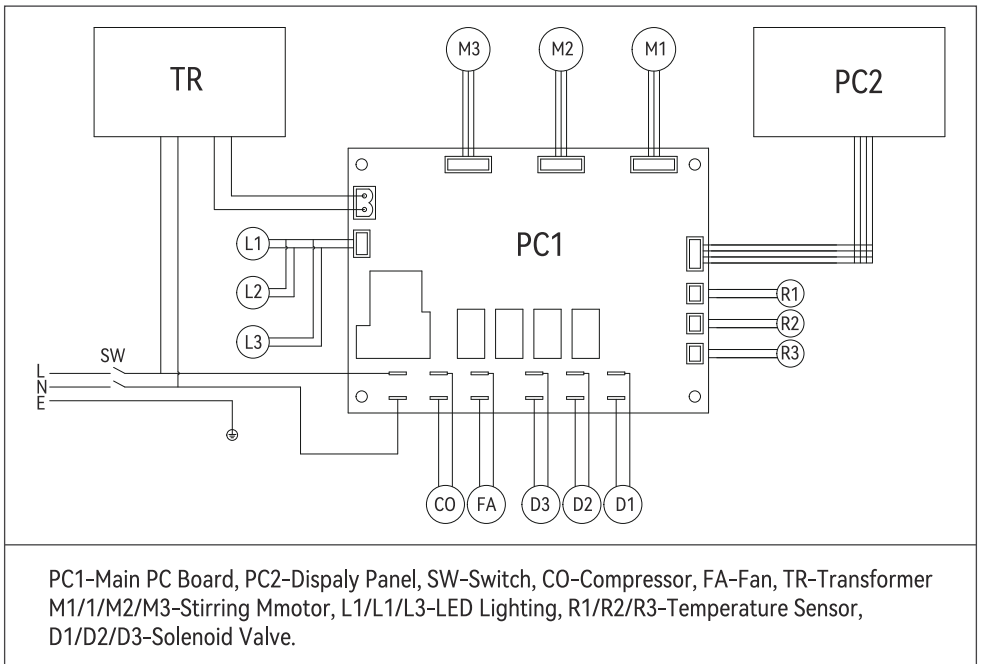 M3 M2 M1
TR
PC2
PC1
L1
L2
R1
R2
L3
R3
SW
L
N
E
CO FA D3 D2 D1
PC1-Main PC Board, PC2-Dispaly Panel, SW-Switch, CO-Compressor, FA-Fan, TR-Transformer
M1/1/M2/M3-Stirring Mmotor, L1/L1/L3-LED Lighting, R1/R2/R3-Temperature Sensor,
D1/D2/D3-Solenoid Valve.